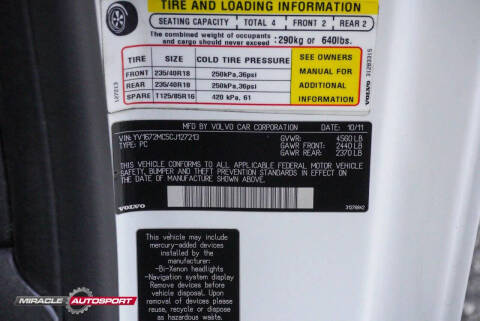 TIRE AND LOADING INFORMATION
SEATING CAPACITY TOTAL 4 FRONT 2 REAR 2
The combined weight of occupants
and cargo should never exceed :290kg or 640lbs.
TIRE SIZE COLD TIRE PRESSURE
FRONT 235/40R18 250kPa,36psi
REAR 235/40R18 250kPa,36psi
SPARE T125/85R16 420 kPa, 61
SEE OWNERS
MANUAL FOR
ADDITIONAL
INFORMATION
127213
31283315
VOLVO
MFD BY VOLVO CAR CORPORATION DATE: 10/11
VIN: YV1672MC5CJ127213 GVWR: 4560 LB
TYPE: PC GAWR FRONT: 2440 LB
GAWR REAR: 2370 LB
THIS VEHICLE CONFORMS TO ALL APPLICABLE FEDERAL MOTOR VEHICLE
SAFETY, BUMPER AND THEFT PREVENTION STANDARDS IN EFFECT ON
THE DATE OF MANUFACTURE SHOWN ABOVE.
VOLVO
This vehicle may include
mercury-added devices
installed by the
manufacturer:
-Bi-Xenon headlights
-Navigation system display
Remove devices before
vehicle disposal. Upon
removal of devices please
reuse, recycle or dispose
as hazardous waste.
MIRACLE AUTOSPORT